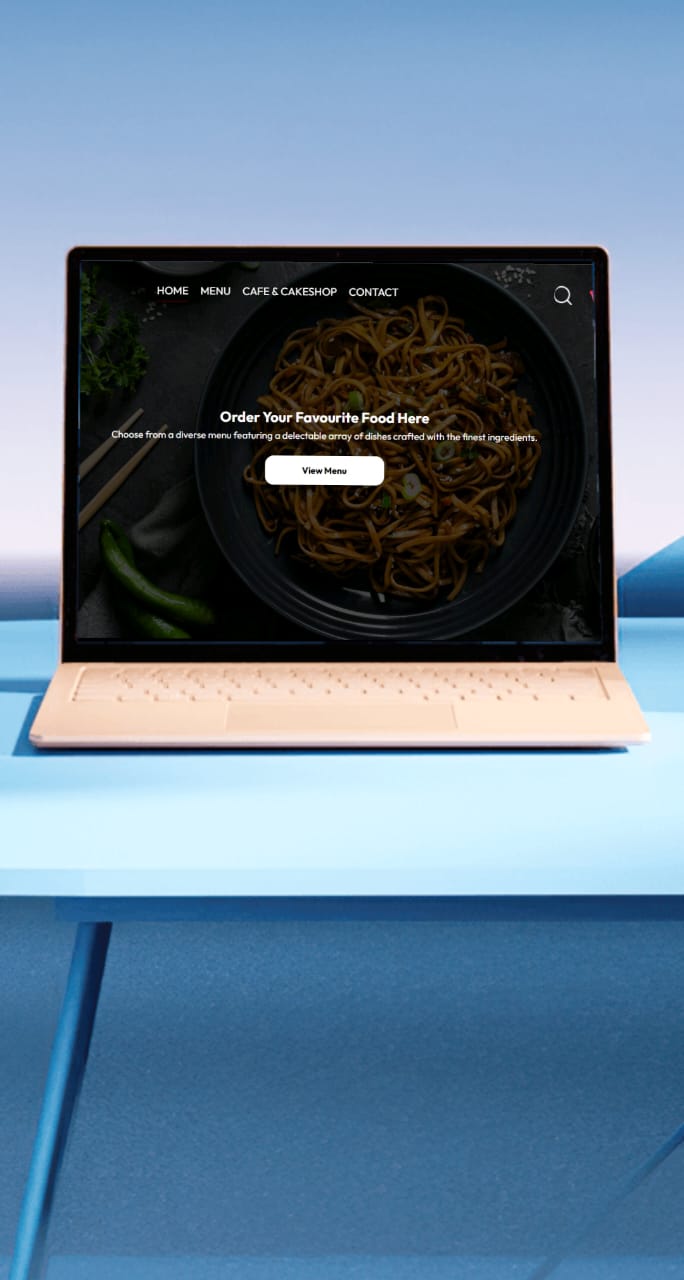 HOME MENU CAFE & CAKESHOP CONTACT
Order Your Favourite Food Here
Choose from a diverse menu featuring a delectable array of dishes crafted with the finest ingredients.
View Menu